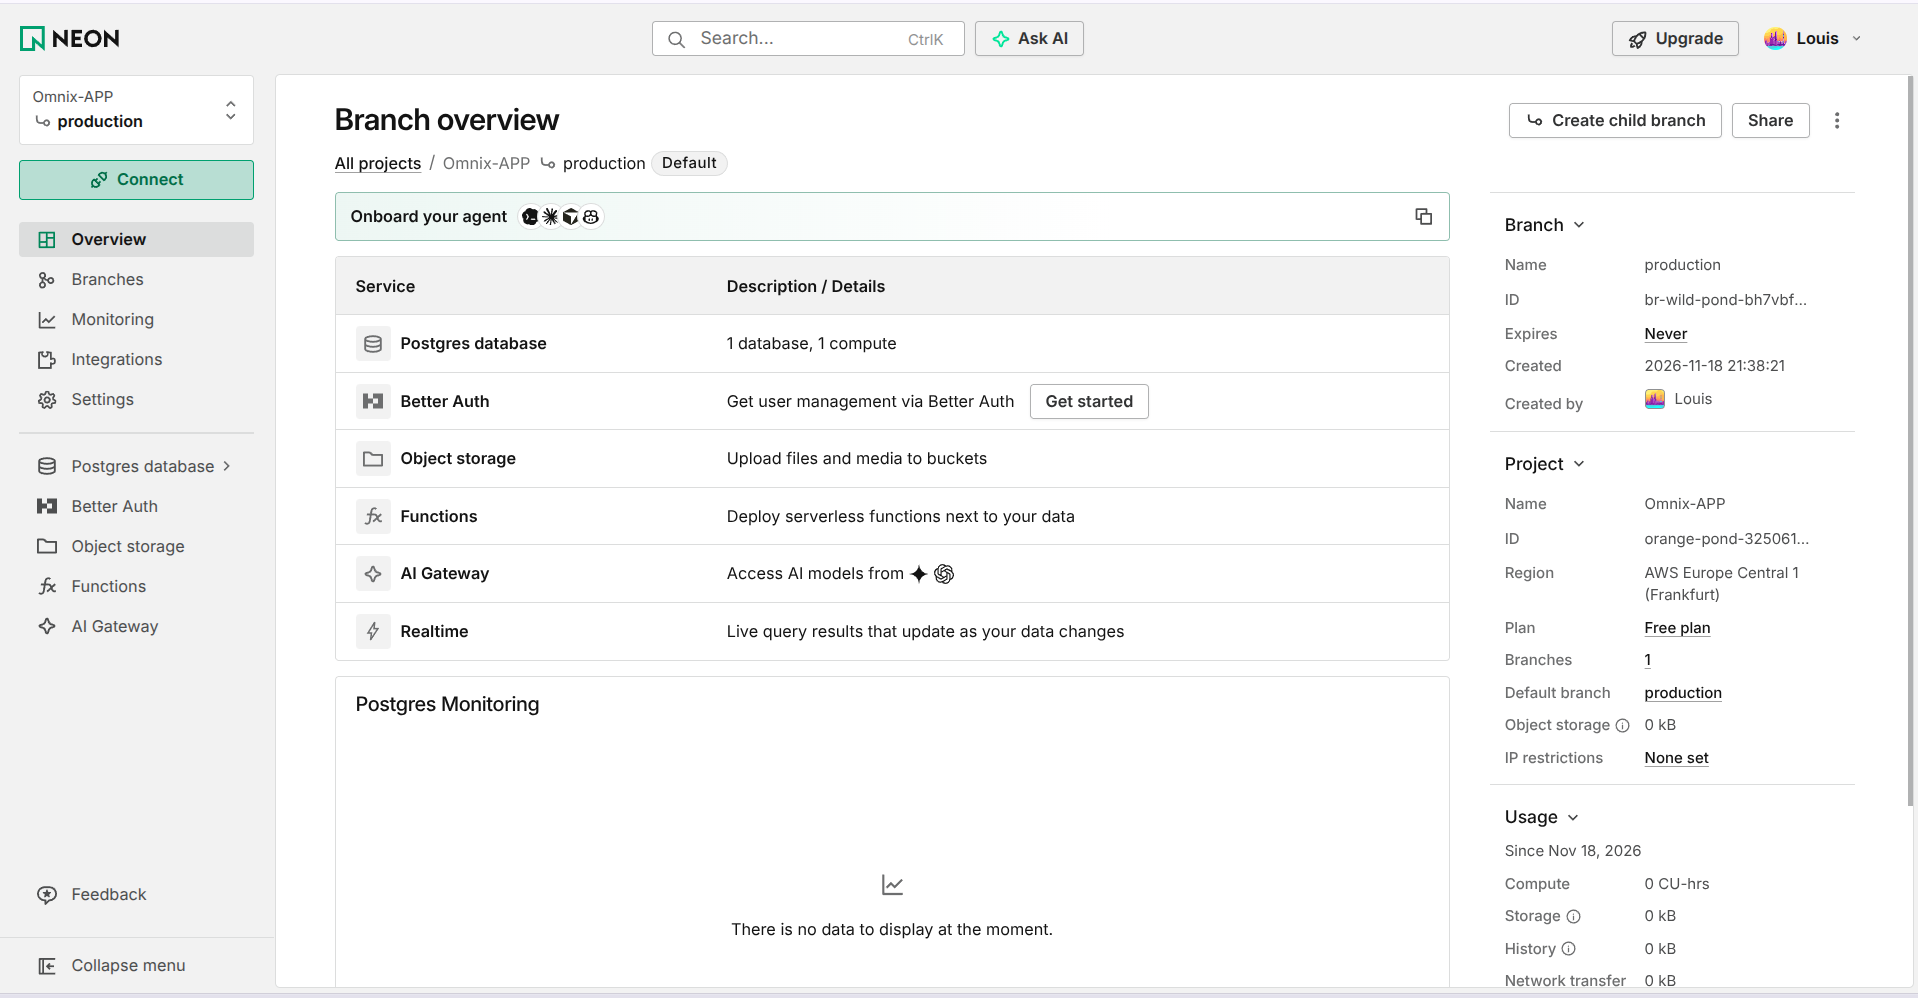 NEON
Search... CtrlK
Ask AI
Upgrade
Louis
Omnix-APP
production
Connect
Overview
Branches
Monitoring
Integrations
Settings
Postgres database
Better Auth
Object storage
Functions
AI Gateway
Feedback
Collapse menu
Branch overview
Create child branch
Share
All projects / Omnix-APP production Default
Onboard your agent
Service Description / Details
Postgres database 1 database, 1 compute
Better Auth Get user management via Better Auth Get started
Object storage Upload files and media to buckets
Functions Deploy serverless functions next to your data
AI Gateway Access AI models from
Realtime Live query results that update as your data changes
Postgres Monitoring
There is no data to display at the moment.
Branch
Name production
ID br-wild-pond-bh7vbf...
Expires Never
Created 2026-11-18 21:38:21
Created by Louis
Project
Name Omnix-APP
ID orange-pond-325061...
Region AWS Europe Central 1
(Frankfurt)
Plan Free plan
Branches 1
Default branch production
Object storage 0 kB
IP restrictions None set
Usage
Since Nov 18, 2026
Compute 0 CU-hrs
Storage 0 kB
History 0 kB
Network transfer 0 kB